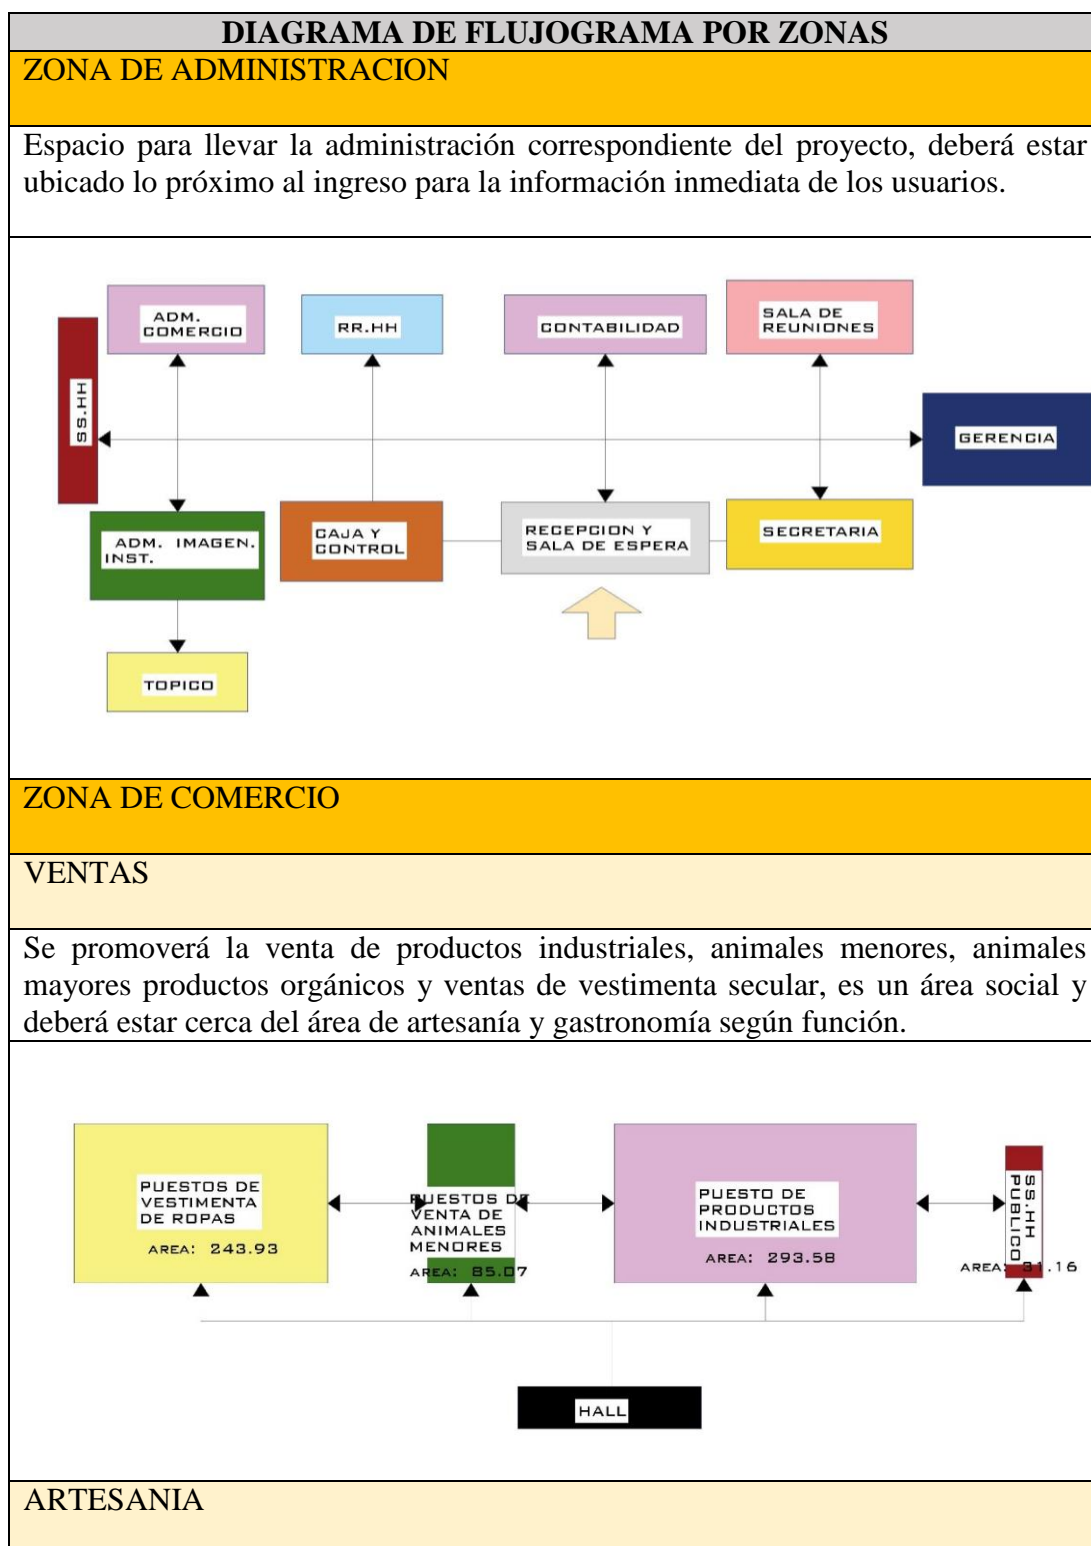 DIAGRAMA DE FLUJOGRAMA POR ZONAS
ZONA DE ADMINISTRACION
Espacio para llevar la administración correspondiente del proyecto, deberá estar
ubicado lo próximo al ingreso para la información inmediata de los usuarios.
ADM.
COMERCIO
RR.HH
CONTABILIDAD
SALA DE
REUNIONES
SS.HH
GERENCIA
ADM. IMAGEN.
INST.
CAJA Y
CONTROL
RECEPCION Y
SALA DE ESPERA
SECRETARIA
TOPICO
ZONA DE COMERCIO
VENTAS
Se promoverá la venta de productos industriales, animales menores, animales
mayores productos orgánicos y ventas de vestimenta secular, es un área social y
deberá estar cerca del área de artesanía y gastronomía según función.
PUESTOS DE
VESTIMENTA
DE ROPAS
AREA: 243.93
PUESTOS DE
VENTA DE
ANIMALES
MENORES
AREA: 85.07
PUESTO DE
PRODUCTOS
INDUSTRIALES
AREA: 293.58
SS.HH
PUBLICO
AREA: 31.16
HALL
ARTESANIA